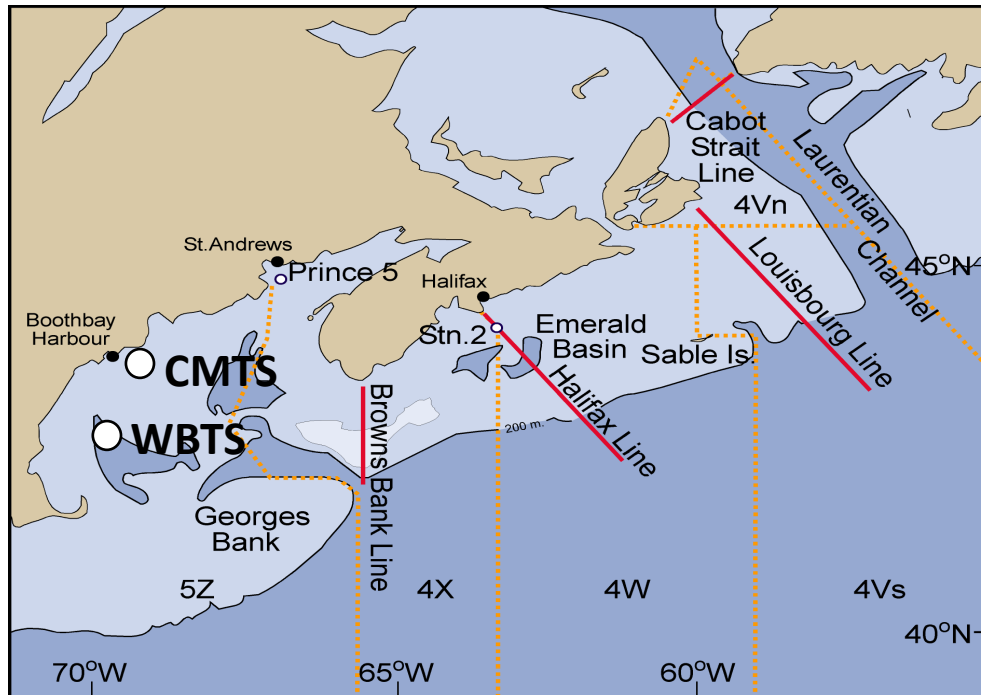 Cabot
Strait
Line
Laurentian
Channel
4Vn
St.Andrews
Prince 5
Halifax
45°N
Louisbourg Line
Boothbay
Harbour
Stn.2
Emerald
Basin
Sable Is.
CMTS
Halifax Line
Browns Bank Line
WBTS
200 m.
Georges
Bank
5Z
4X
4W
4Vs
40°N
70°W
65°W
60°W